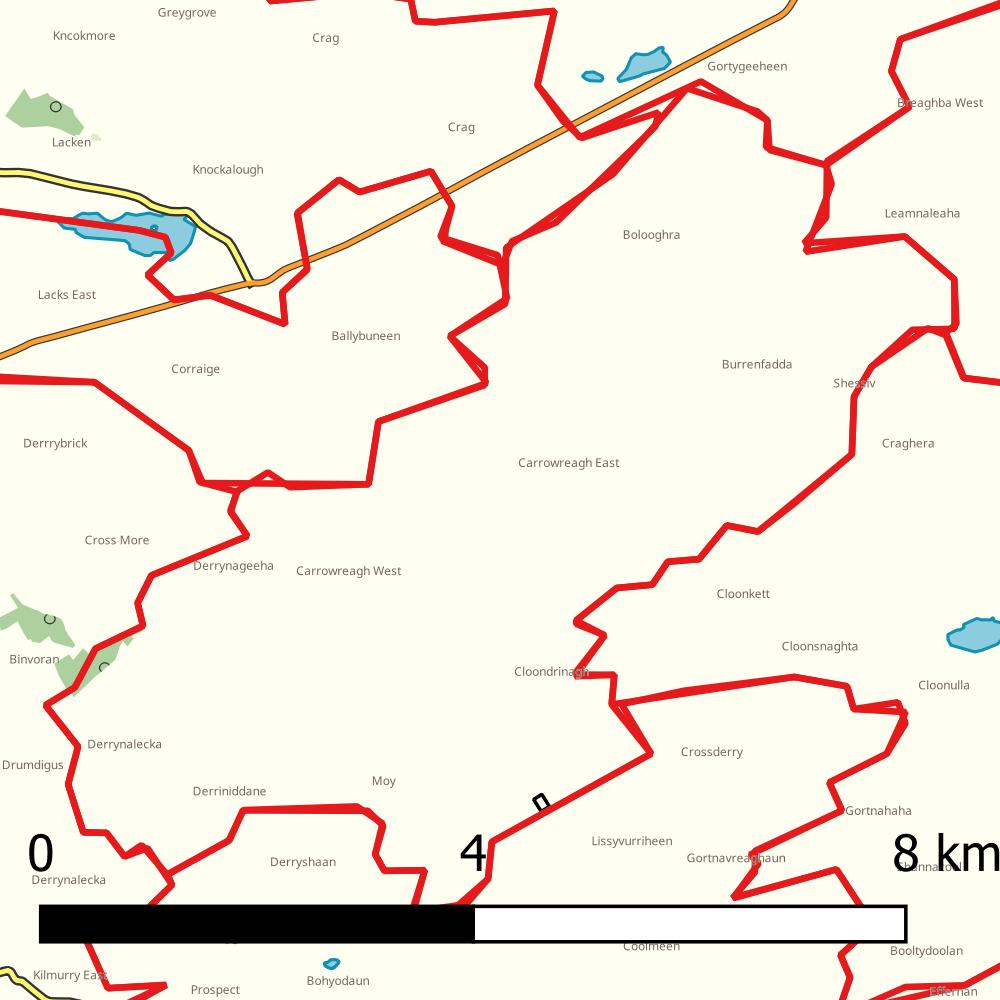 Greygrove
Kncokmore
Crag
Gortygeeheen
Breaghba West
Crag
Lacken
Knockalough
Leamnaleaha
Bolooghra
Lacks East
Ballybuneen
Burrenfadda
Corraige
Shessiv
Derrrybrick
Craghera
Carrowreagh East
Cross More
Derrynageeha
Carrowreagh West
Cloonkett
Cloonsnaghta
Binvoran
Cloondrinagh
Cloonulla
Derrynalecka
Crossderry
Drumdigus
Moy
Derriniddane
Gortnahaha
Lissyvurriheen
0 4 8 km
Gortnavreaghaun
Derryshaan
Derrynalecka
Coolmeen
Booltydoolan
Kilmurry East
Bohyodaun
Prospect
Effernan